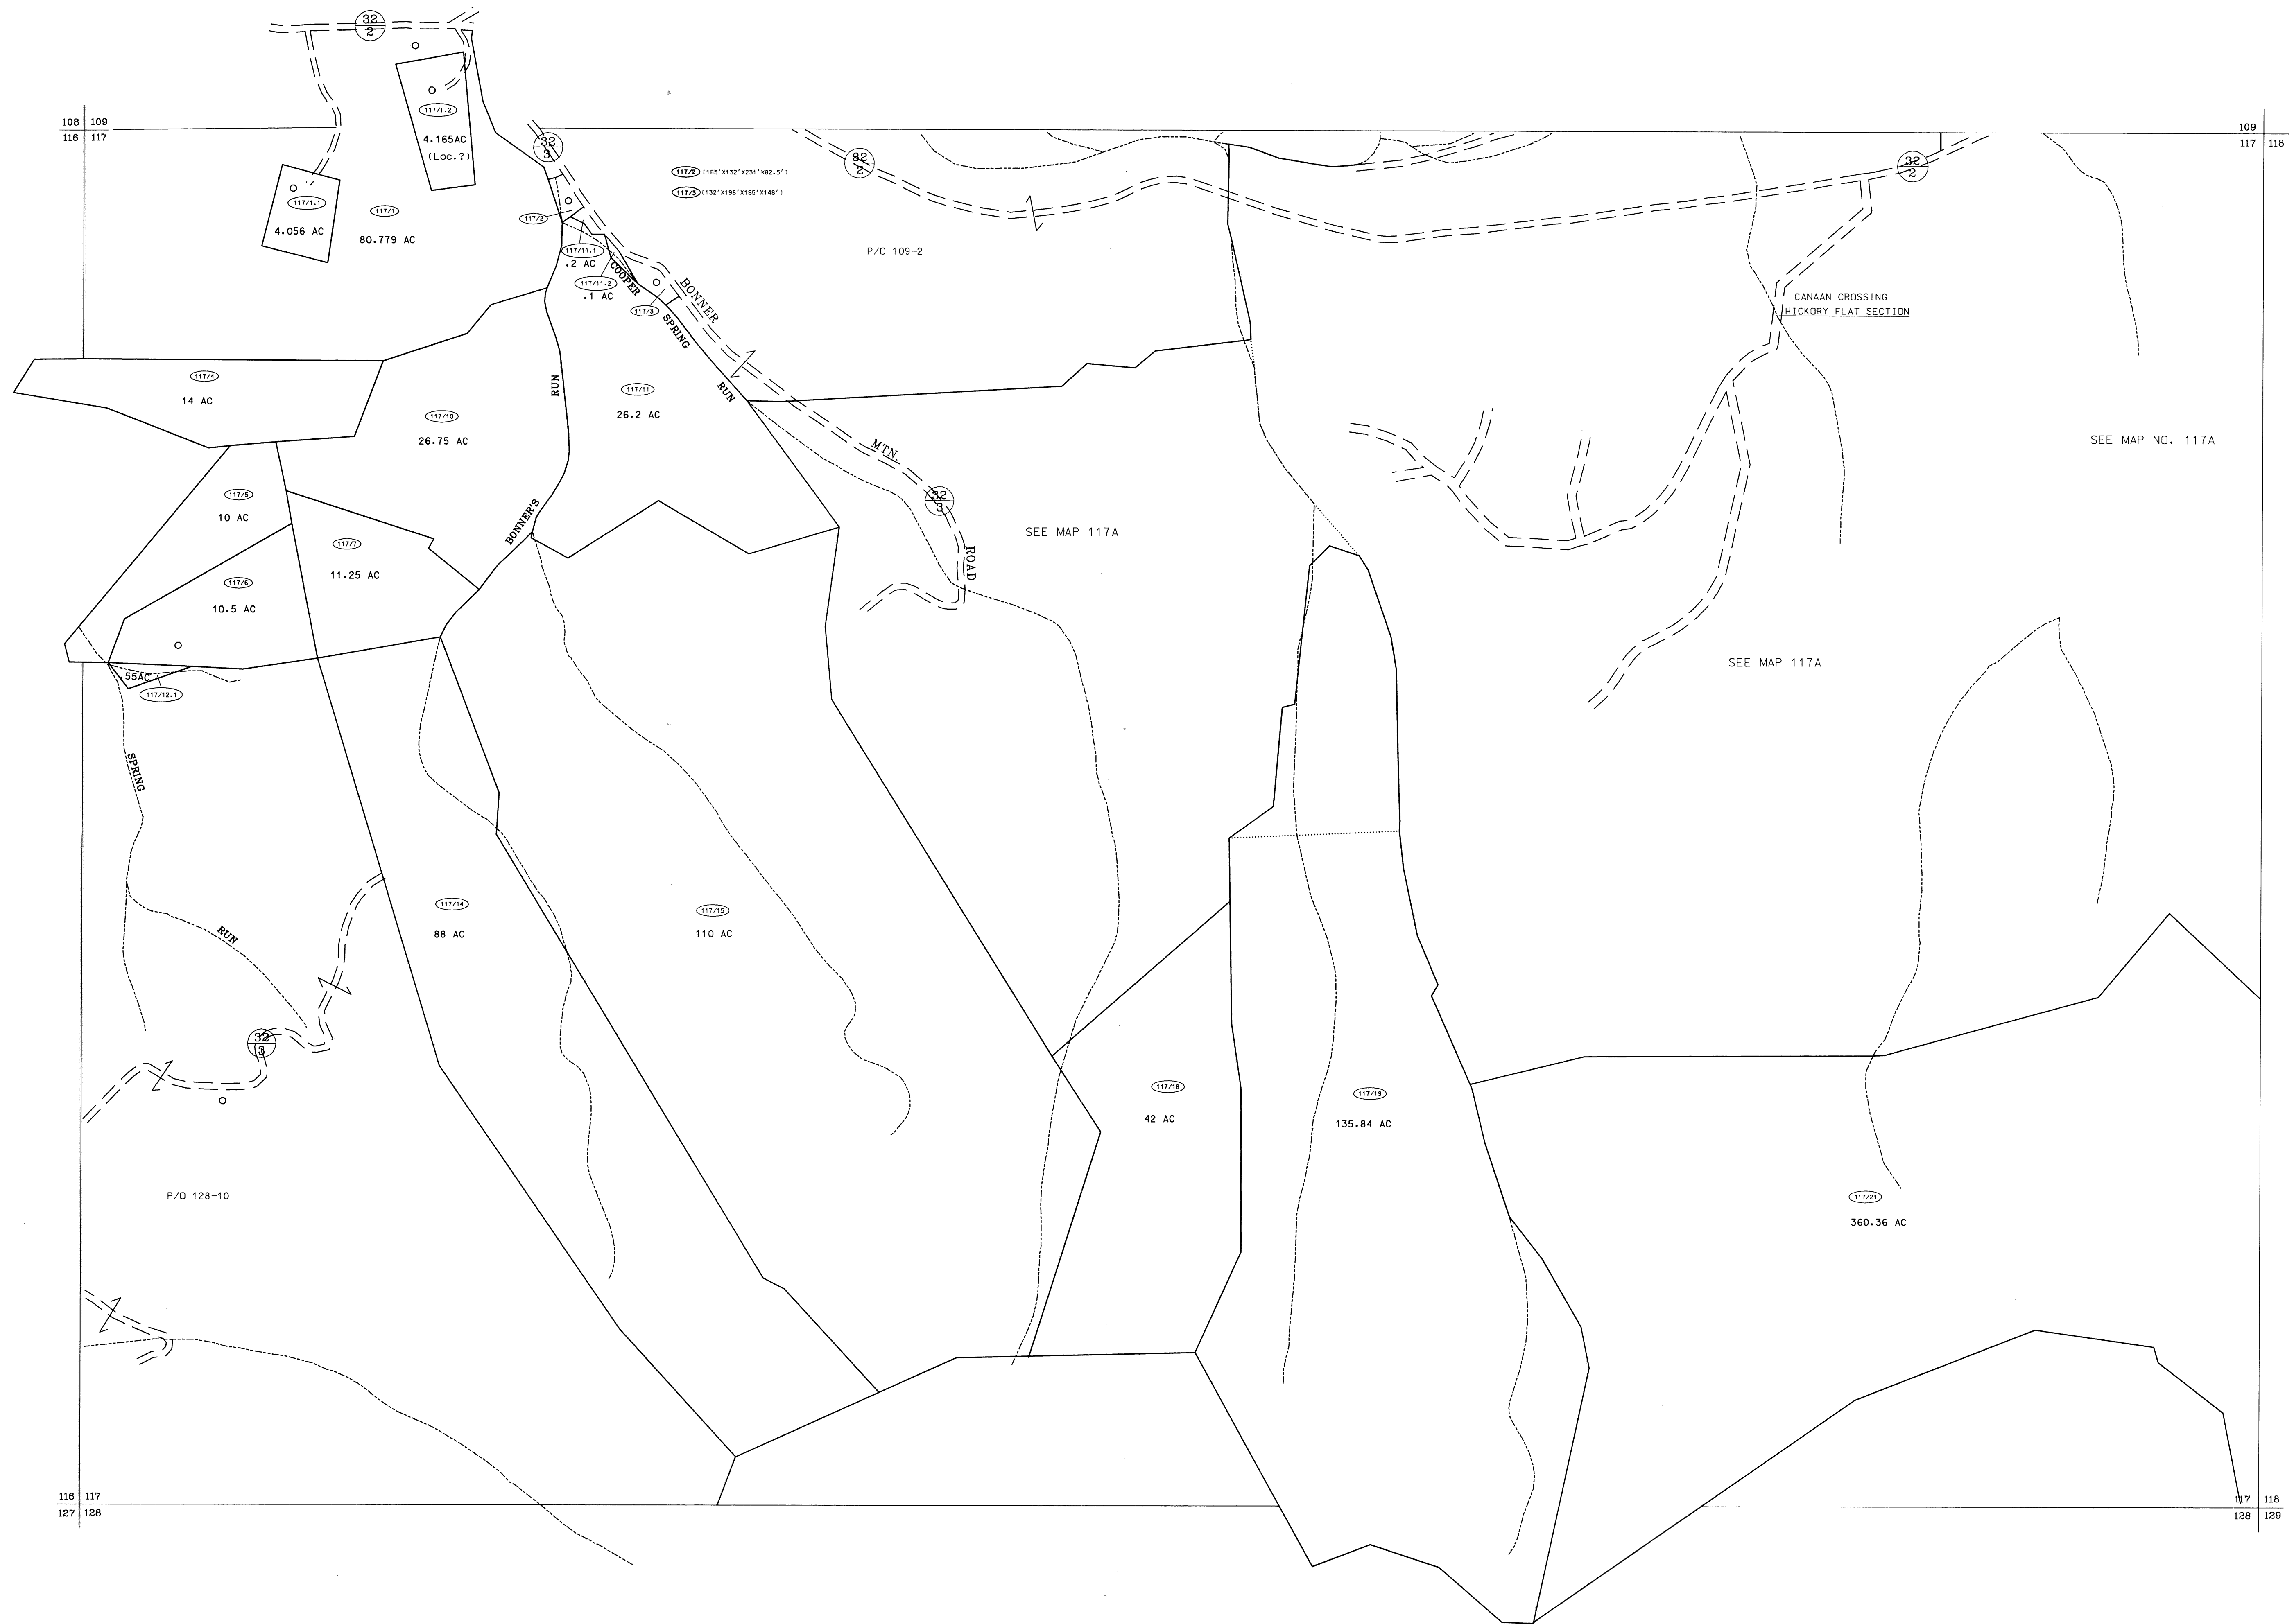 32
2
117/1.2
4.165AC
(Loc.?)
108 109
116 117
109
117 118
32
3
117/2 (165'X132'X231'X82.5')
117/3 (132'X198'X165'X148')
32
2
32
2
117/1.1
4.056 AC
117/1
80.779 AC
117/2
117/11.1
.2 AC
117/11.2
.1 AC
117/3
P/O 109-2
COOPER
SPRING
RUN
BONNER
MTN.
ROAD
32
3
CANAAN CROSSING
HICKORY FLAT SECTION
117/4
14 AC
117/10
26.75 AC
RUN
BONNER'S
117/11
26.2 AC
SEE MAP NO. 117A
117/5
10 AC
117/7
11.25 AC
117/6
10.5 AC
SEE MAP 117A
SEE MAP 117A
.55AC
117/12.1
SPRING
RUN
117/14
88 AC
117/15
110 AC
32
3
117/18
42 AC
117/19
135.84 AC
P/O 128-10
117/21
360.36 AC
116 117
127 128
117 118
128 129